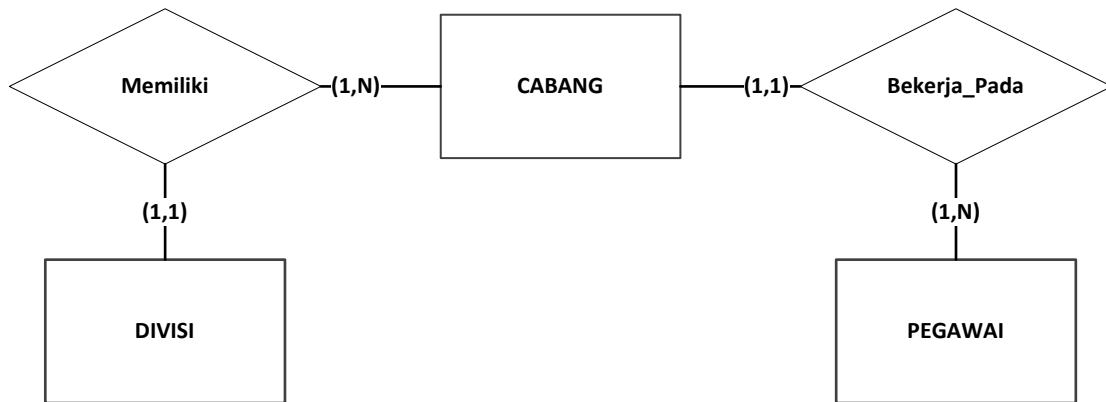 Memiliki
(1,N)
CABANG
(1,1)
Bekerja_Pada
(1,1)
(1,N)
DIVISI
PEGAWAI